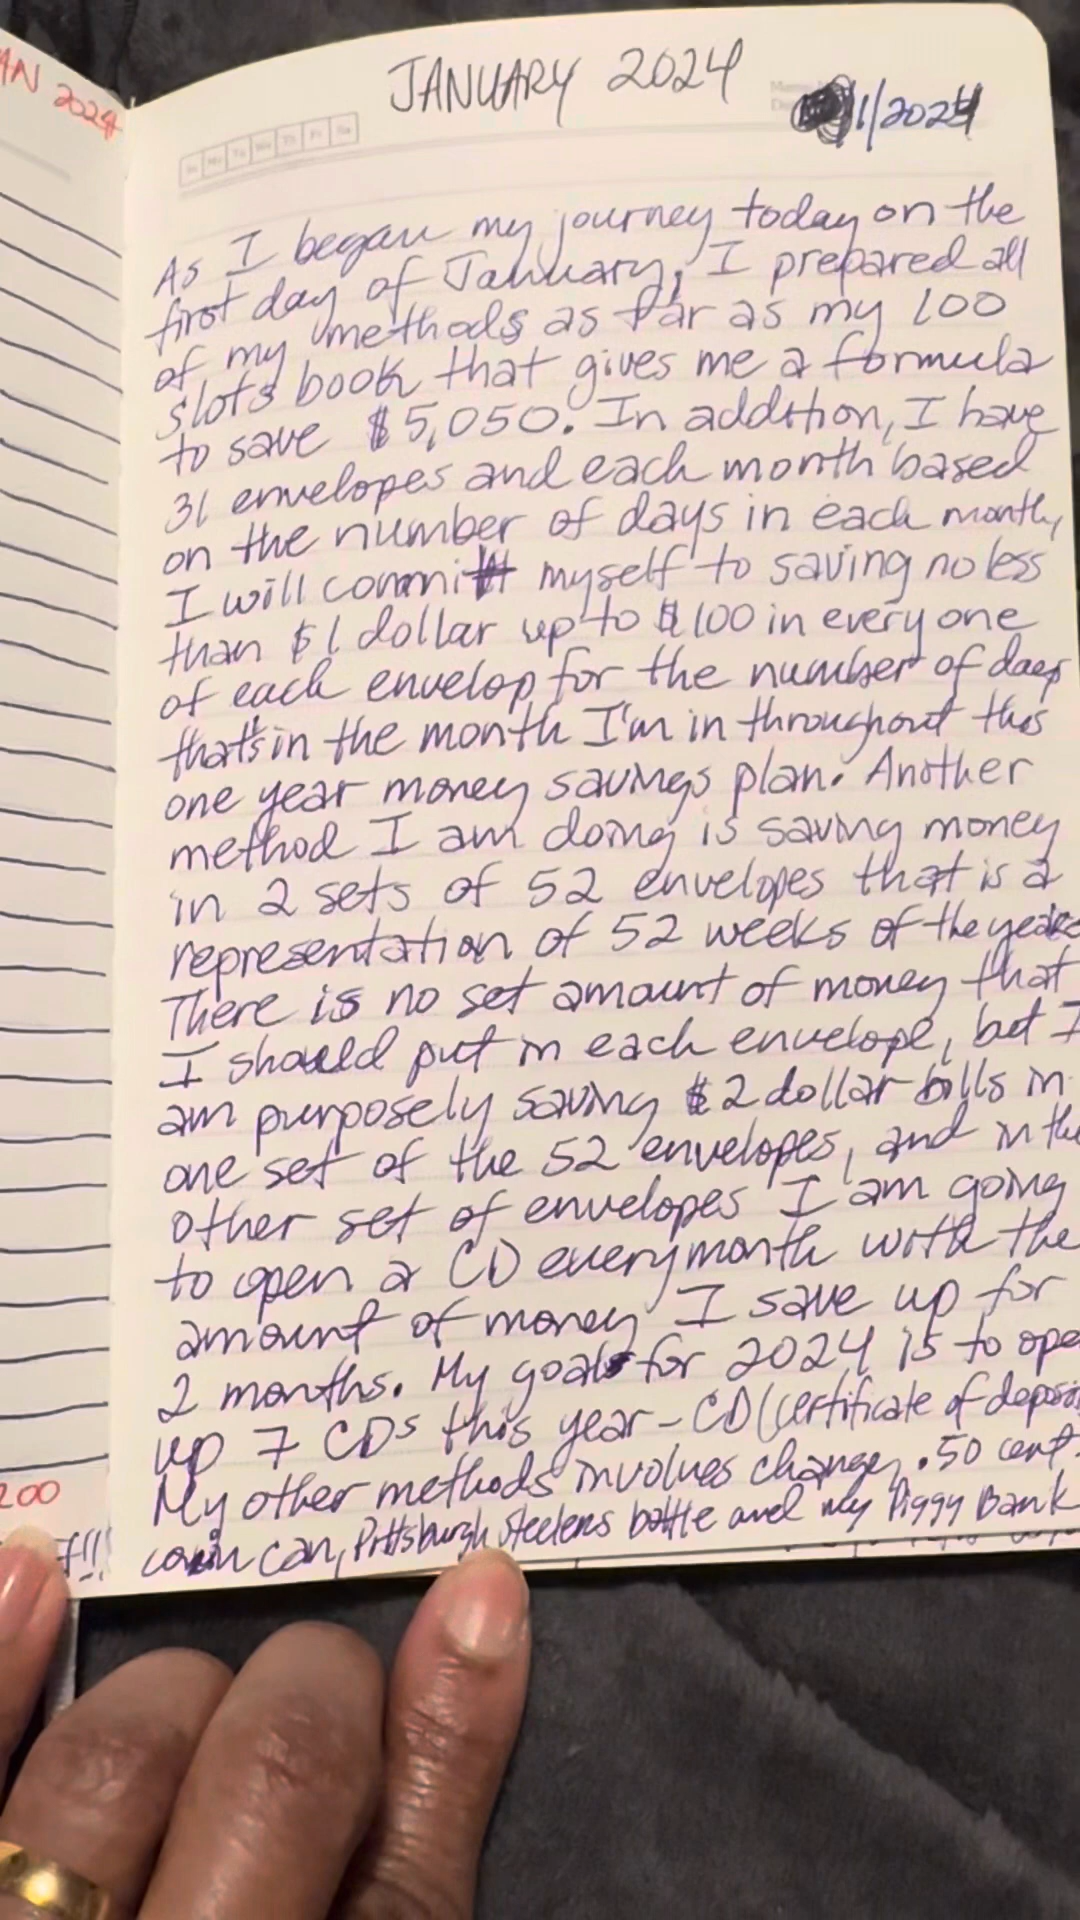 AN 2024
JANUARY 2024
1/2024
As I began my journey today on the
first day of January, I prepared all
of my methods as far as my 100
slots book that gives me a formula
to save $5,050. In addition, I have
31 envelopes and each month based
on the number of days in each month,
I will commit myself to saving no less
than $1 dollar up to $100 in every one
of each envelop for the number of days
that's in the month I'm in throughout this
one year money savings plan. Another
method I am doing is saving money
in 2 sets of 52 envelopes that is a
representation of 52 weeks of the year.
There is no set amount of money that
I should put in each envelope, but I
am purposely saving $2 dollar bills in
one set of the 52 envelopes, and in the
other set of envelopes I am going
to open a CD every month with the
amount of money I save up for
2 months. My goal for 2024 is to ope
up 7 CDs this year - CD (certificate of deposi
My other methods involves change, .50 cent
coin can, Pittsburgh Steelers bottle and my Piggy Bank
200
!!